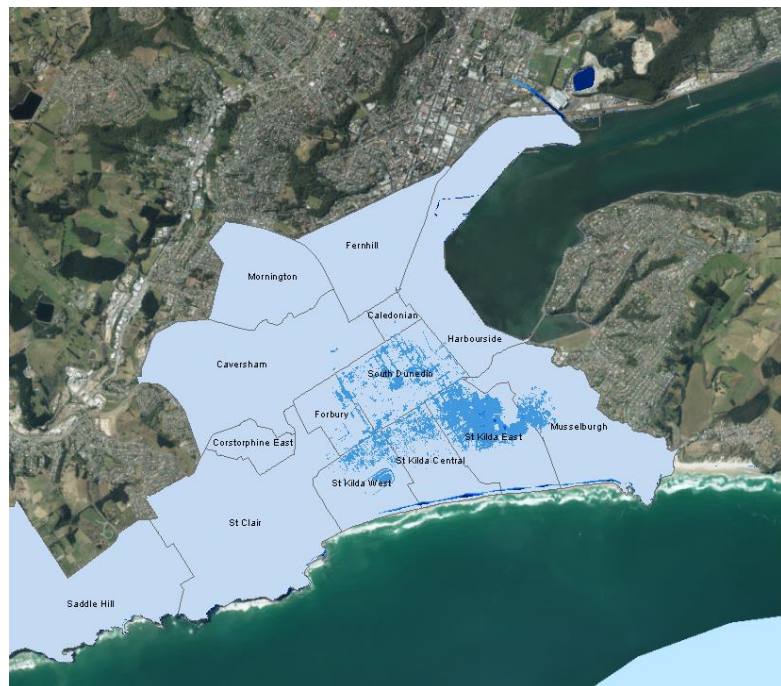 Fernhill
Mornington
Caledonian
Harbourside
Caversham
South Dunedin
Forbury
Musselburgh
Corstorphine East
St Kilda East
St Kilda Central
St Kilda West
St Clair
Saddle Hill